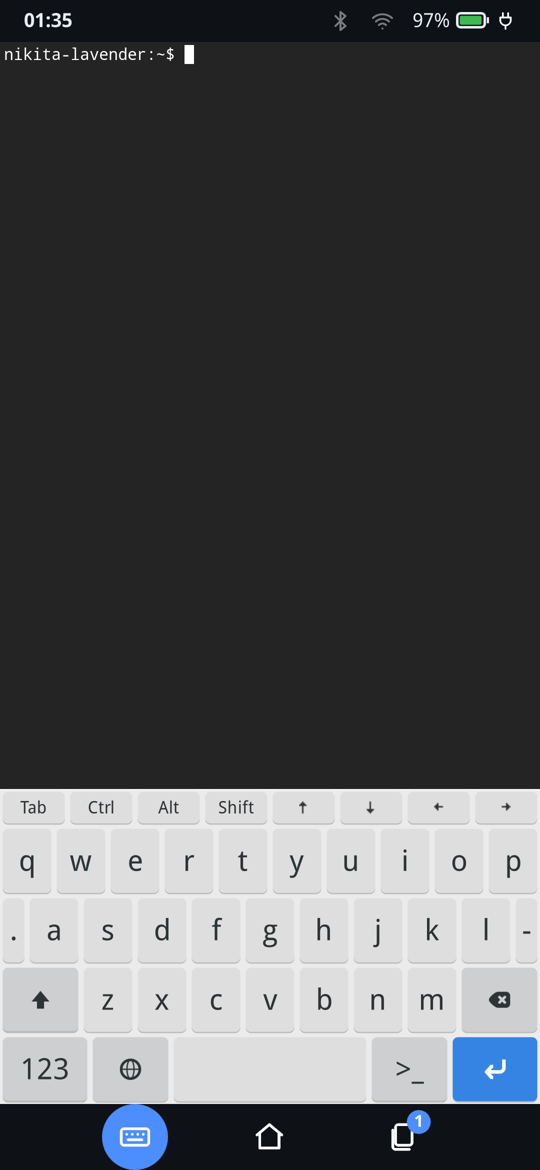 01:35
97%
nikita-lavender:~$
Tab Ctrl Alt Shift ↑ ↓ ← →
q w e r t y u i o p
. a s d f g h j k l -
z x c v b n m
123 >_
1